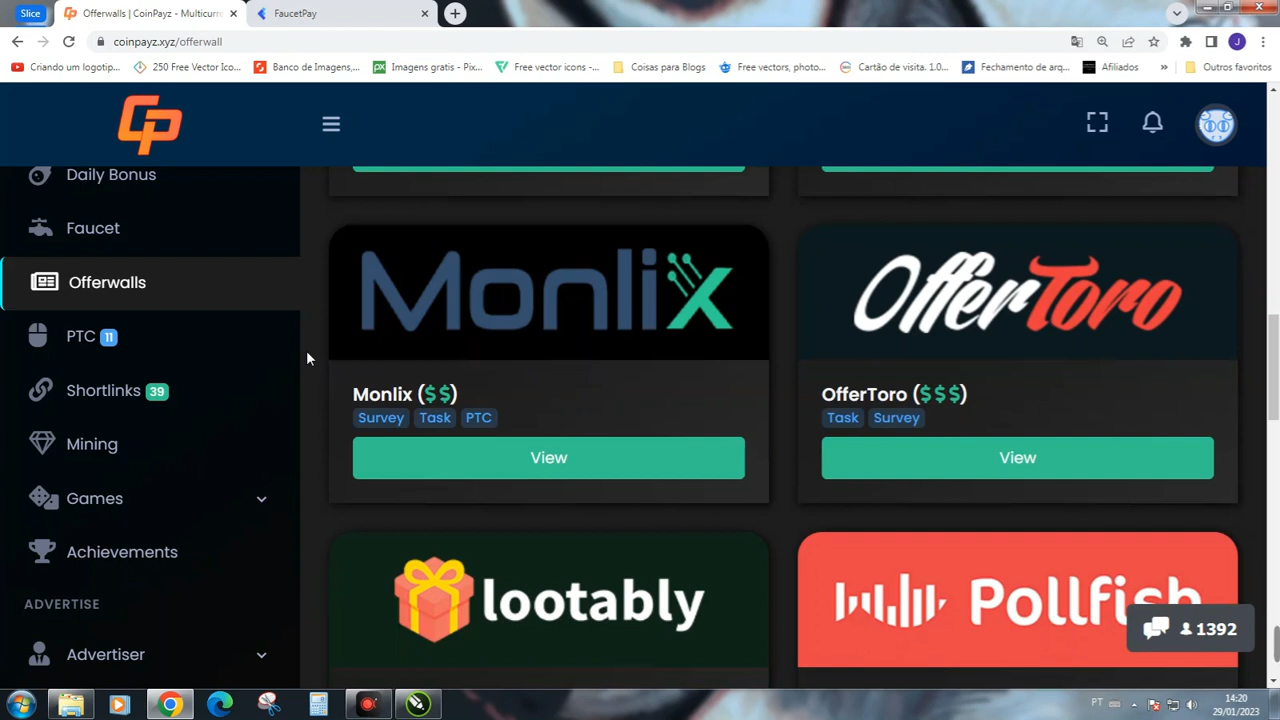 Slice
Offerwalls | CoinPayz - Multicurre
FaucetPay
coinpayz.xyz/offerwall
J
Criando um logotip...
250 Free Vector Ico...
Banco de Imagens,...
Imagens gratis - Pix...
Free vector icons -...
Coisas para Blogs
Free vectors, photo...
Cartão de visita. 1.0...
Fechamento de arq...
Afiliados
»
Outros favoritos
CP
Daily Bonus
Faucet
Offerwalls
PTC 11
Shortlinks 39
Mining
Games
Achievements
ADVERTISE
Advertiser
Monlix
Monlix ($$)
Survey Task PTC
View
OfferToro
OfferToro ($$$)
Task Survey
View
lootably
Pollfish
1392
PT
14:20
29/01/2023